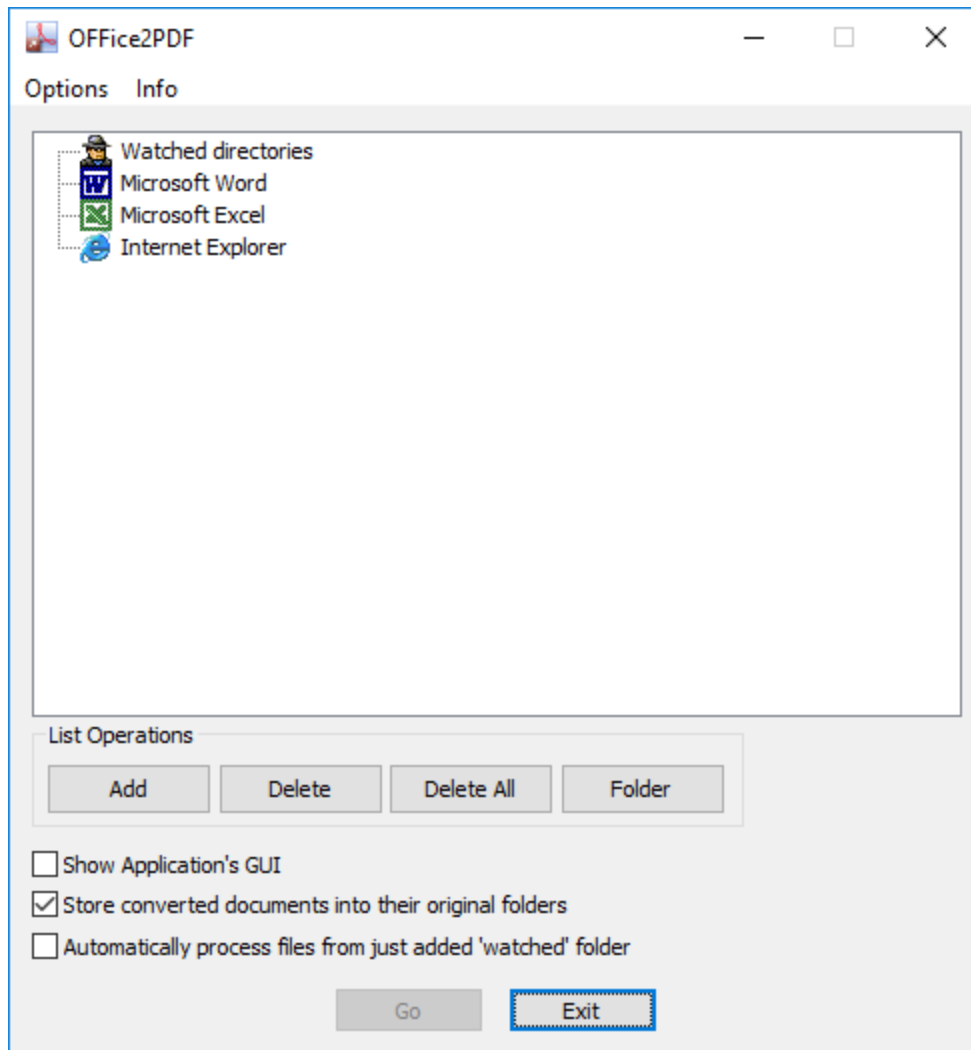 OFFice2PDF
Options Info
Watched directories
Microsoft Word
Microsoft Excel
Internet Explorer
List Operations
Add Delete Delete All Folder
Show Application's GUI
Store converted documents into their original folders
Automatically process files from just added 'watched' folder
Go Exit